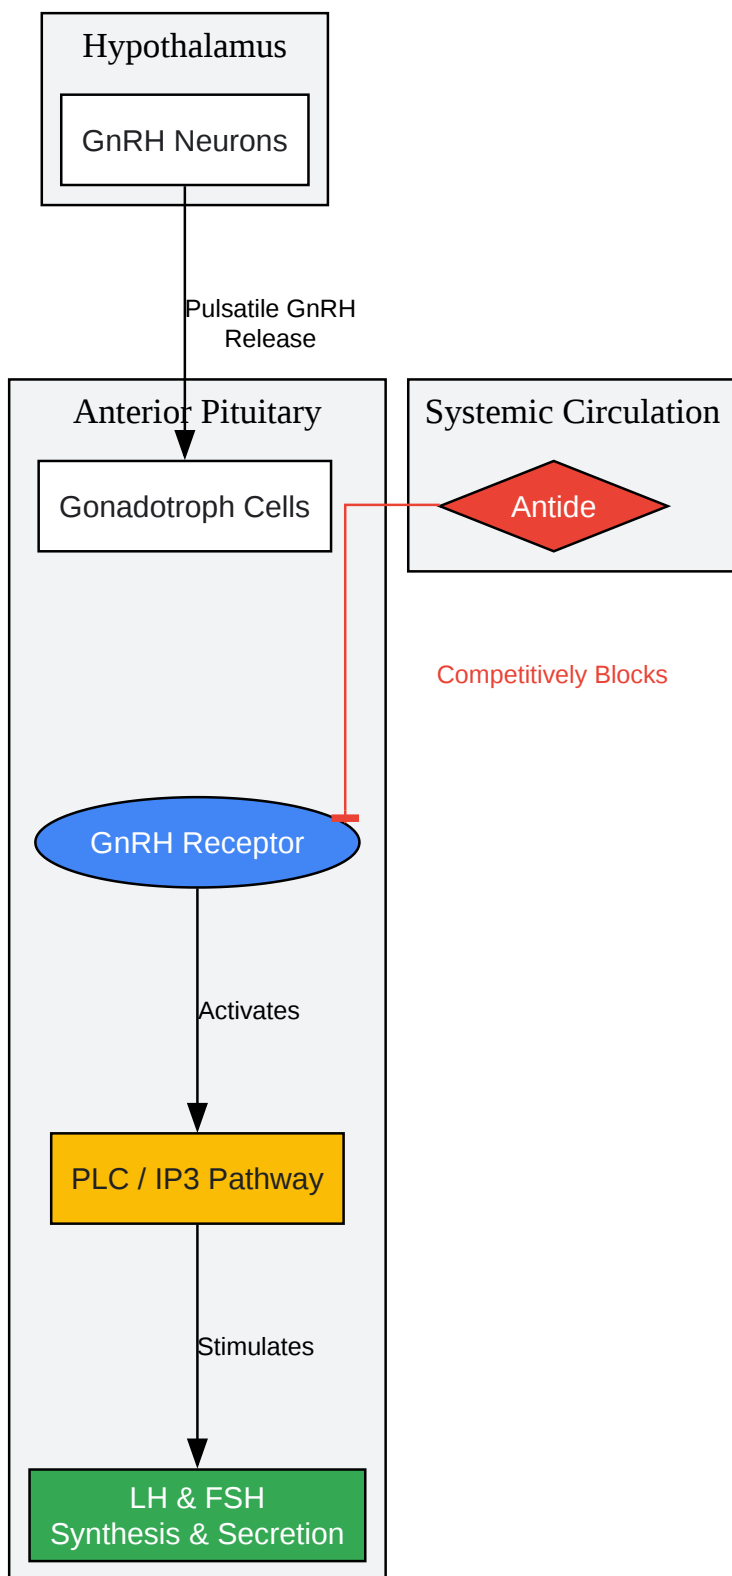 Hypothalamus
GnRH Neurons
Pulsatile GnRH
Release
Anterior Pituitary
Systemic Circulation
Gonadotroph Cells
Antide
Competitively Blocks
GnRH Receptor
Activates
PLC / IP3 Pathway
Stimulates
LH & FSH
Synthesis & Secretion